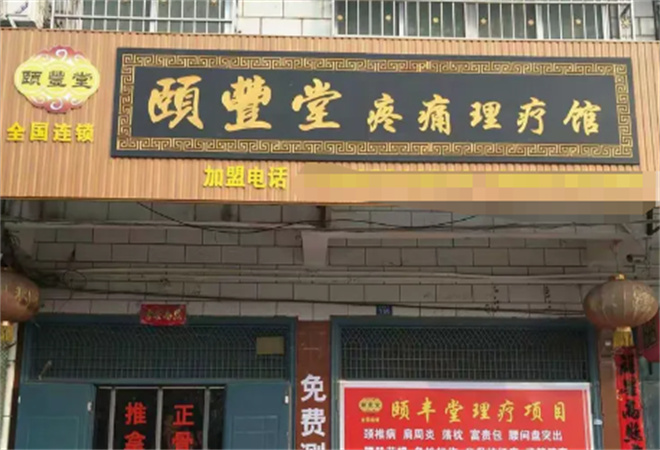 頤豐堂
全国连锁
頤豐堂 疼痛理疗馆
加盟电话
推拿
正骨
免费测
颐丰堂理疗项目
颈椎病 肩周炎 落枕 富贵包 腰间盘突出